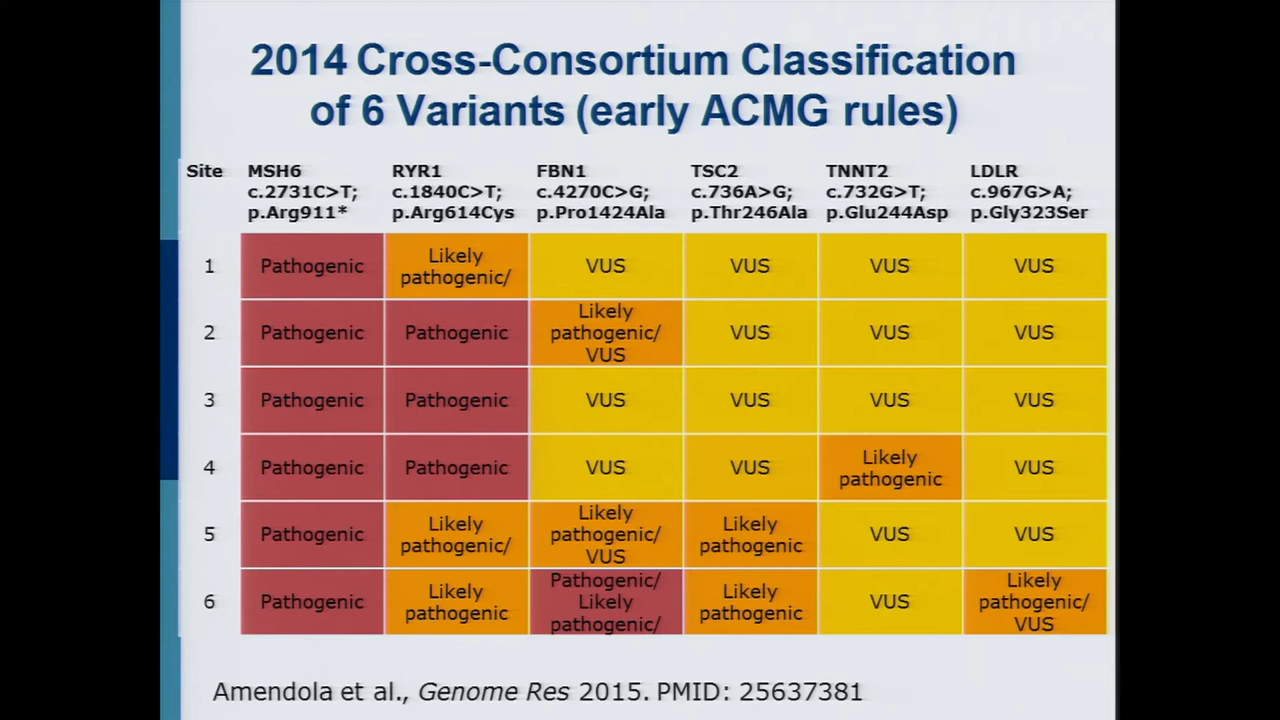 2014 Cross-Consortium Classification
of 6 Variants (early ACMG rules)
Site MSH6 RYR1 FBN1 TSC2 TNNT2 LDLR
c.2731C>T; c.1840C>T; c.4270C>G; c.736A>G; c.732G>T; c.967G>A;
p.Arg911* p.Arg614Cys p.Pro1424Ala p.Thr246Ala p.Glu244Asp p.Gly323Ser
1 Pathogenic Likely pathogenic/ VUS VUS VUS VUS
2 Pathogenic Pathogenic Likely pathogenic/ VUS VUS VUS VUS
3 Pathogenic Pathogenic VUS VUS VUS VUS
4 Pathogenic Pathogenic VUS VUS Likely pathogenic VUS
5 Pathogenic Likely pathogenic/ Likely pathogenic/ VUS Likely pathogenic VUS VUS
6 Pathogenic Likely pathogenic Pathogenic/ Likely pathogenic/ Likely pathogenic VUS Likely pathogenic/ VUS
Amendola et al., Genome Res 2015. PMID: 25637381